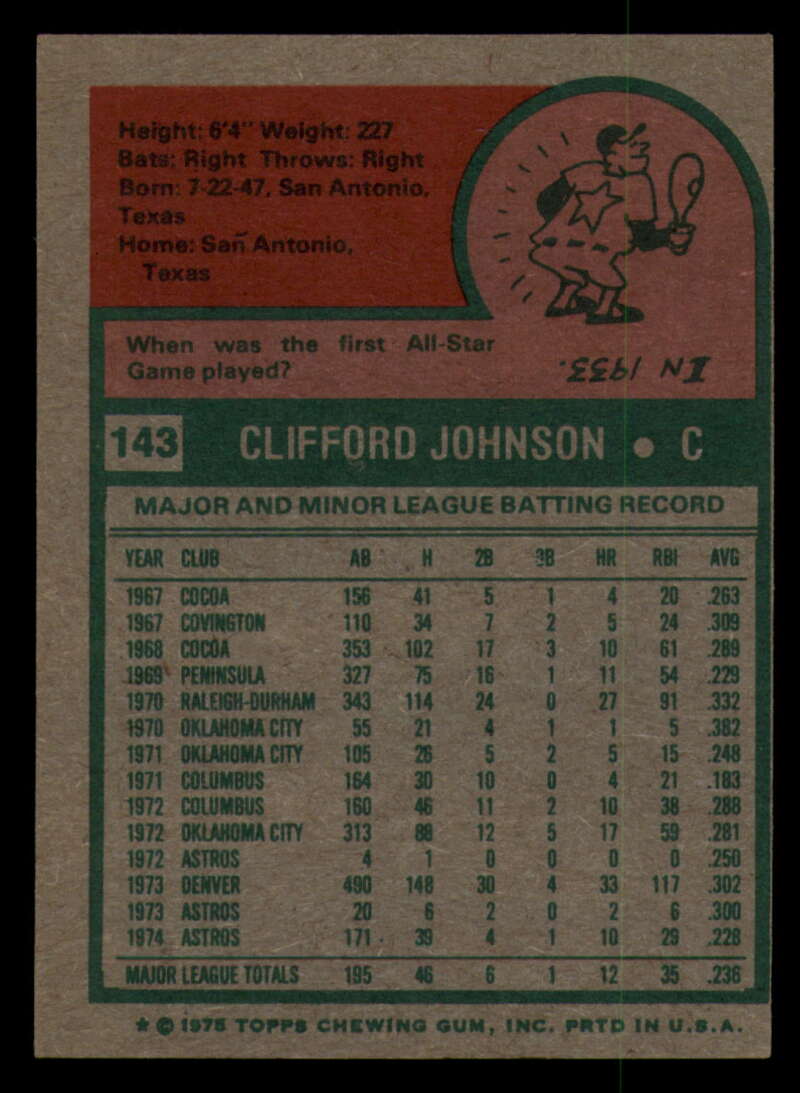 Height: 6'4" Weight: 227
Bats: Right Throws: Right
Born: 7-22-47, San Antonio,
Texas
Home: San Antonio,
Texas
When was the first All-Star
Game played?
IN 1933.
143 CLIFFORD JOHNSON • C
MAJOR AND MINOR LEAGUE BATTING RECORD
YEAR CLUB AB H 2B 3B HR RBI AVG
1967 COCOA 156 41 5 1 4 20 .263
1967 COVINGTON 110 34 7 2 5 24 .309
1968 COCOA 353 102 17 3 10 61 .289
1969 PENINSULA 327 75 16 1 11 54 .229
1970 RALEIGH-DURHAM 343 114 24 0 27 91 .332
1970 OKLAHOMA CITY 55 21 4 1 1 5 .382
1971 OKLAHOMA CITY 105 26 5 2 5 15 .248
1971 COLUMBUS 164 30 10 0 4 21 .183
1972 COLUMBUS 160 46 11 2 10 38 .288
1972 OKLAHOMA CITY 313 88 12 5 17 59 .281
1972 ASTROS 4 1 0 0 0 0 .250
1973 DENVER 490 148 30 4 33 117 .302
1973 ASTROS 20 6 2 0 2 6 .300
1974 ASTROS 171 39 4 1 10 29 .228
MAJOR LEAGUE TOTALS 195 46 6 1 12 35 .236
★ © 1975 TOPPS CHEWING GUM, INC. PRTD IN U.S.A.